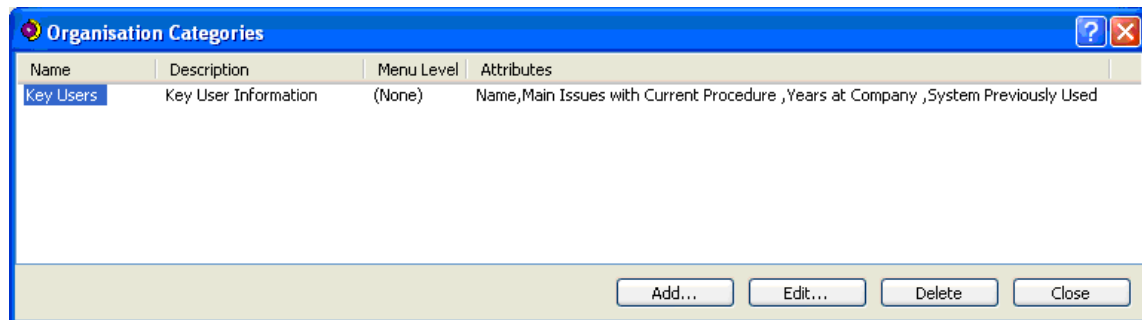 Organisation Categories
Name Description Menu Level Attributes
Key Users Key User Information (None) Name,Main Issues with Current Procedure ,Years at Company ,System Previously Used
Add... Edit... Delete Close